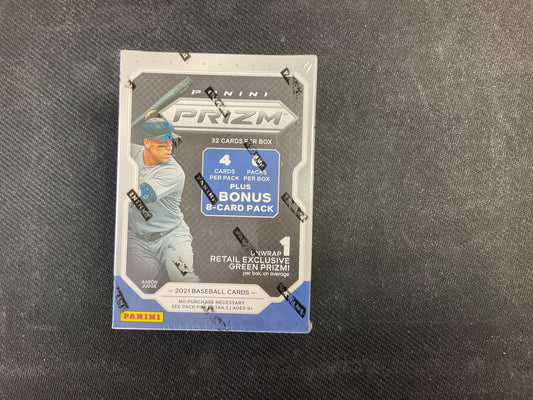 PANINI
PRIZM
32 CARDS PER BOX
4
CARDS PACKS
PER PACK PER BOX
PLUS
BONUS
8-CARD PACK
UNWRAP 1
RETAIL EXCLUSIVE
GREEN PRIZM!
per box, on average
AARON
JUDGE
2021 BASEBALL CARDS
NO PURCHASE NECESSARY
SEE PACK FOR DETAILS | AGES 9+
PANINI